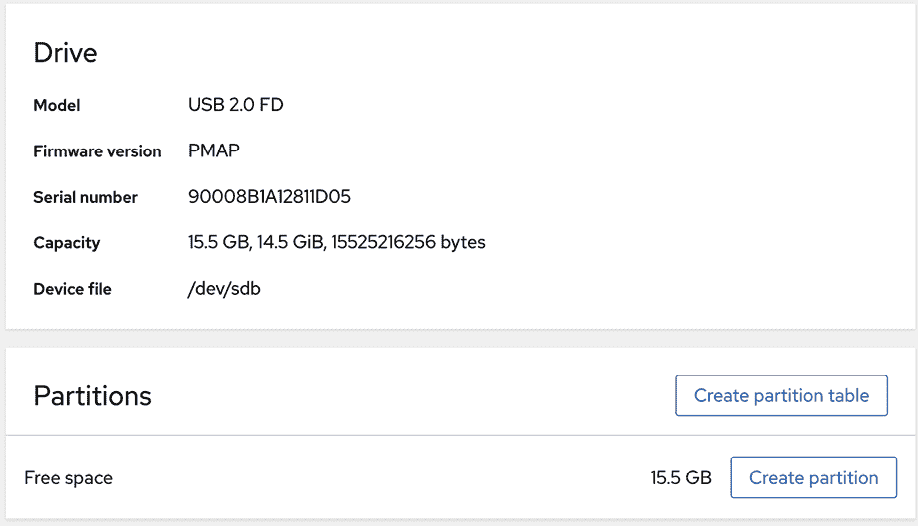 Drive
Model USB 2.0 FD
Firmware version PMAP
Serial number 90008B1A12811D05
Capacity 15.5 GB, 14.5 GiB, 15525216256 bytes
Device file /dev/sdb
Partitions Create partition table
Free space 15.5 GB Create partition